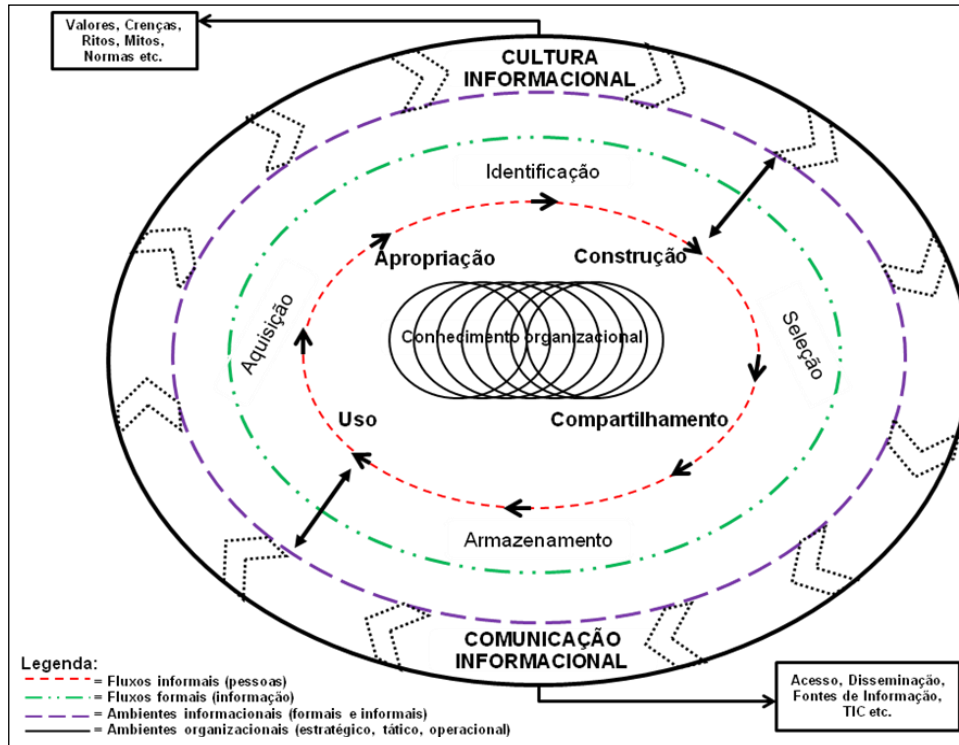 Valores, Crenças,
Ritos, Mitos,
Normas etc.
CULTURA
INFORMACIONAL
Identificação
Apropriação
Construção
Aquisição
Conhecimento organizacional
Seleção
Uso
Compartilhamento
Armazenamento
COMUNICAÇÃO
INFORMACIONAL
Legenda:
= Fluxos informais (pessoas)
= Fluxos formais (informação)
= Ambientes informacionais (formais e informais)
= Ambientes organizacionais (estratégico, tático, operacional)
Acesso, Disseminação,
Fontes de Informação,
TIC etc.